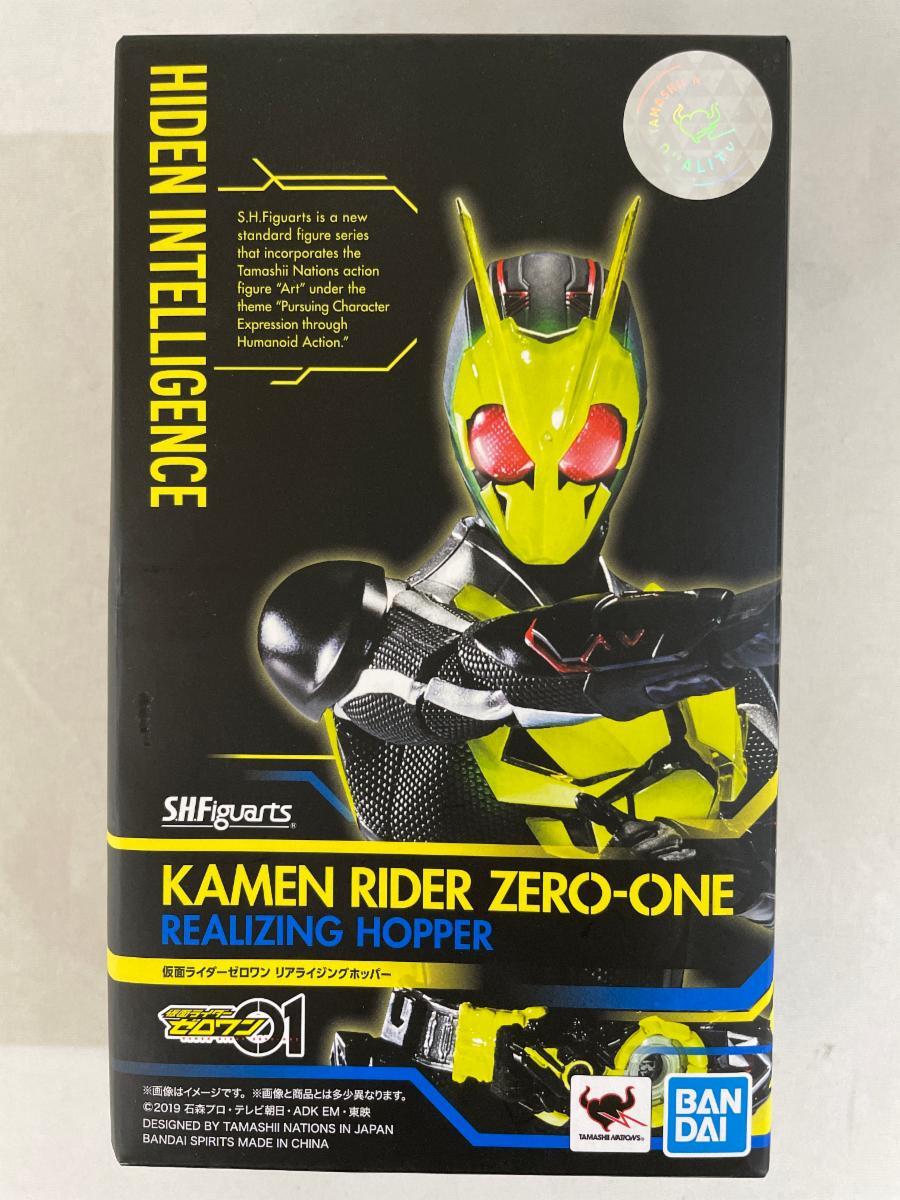 HIDEN INTELLIGENCE
TAMASHII N
QUALITY
S.H.Figuarts is a new
standard figure series
that incorporates the
Tamashii Nations action
figure “Art” under the
theme “Pursuing Character
Expression through
Humanoid Action.”
S.H.Figuarts®
KAMEN RIDER ZERO-ONE
REALIZING HOPPER
仮面ライダーゼロワン リアライジングホッパー
仮面ライダー
ゼロワン 01
※画像はイメージです。※画像と商品とは多少異なります。
©2019 石森プロ・テレビ朝日・ADK EM・東映
DESIGNED BY TAMASHII NATIONS IN JAPAN
BANDAI SPIRITS MADE IN CHINA
TAMASHII NATIONS®
BAN
DAI